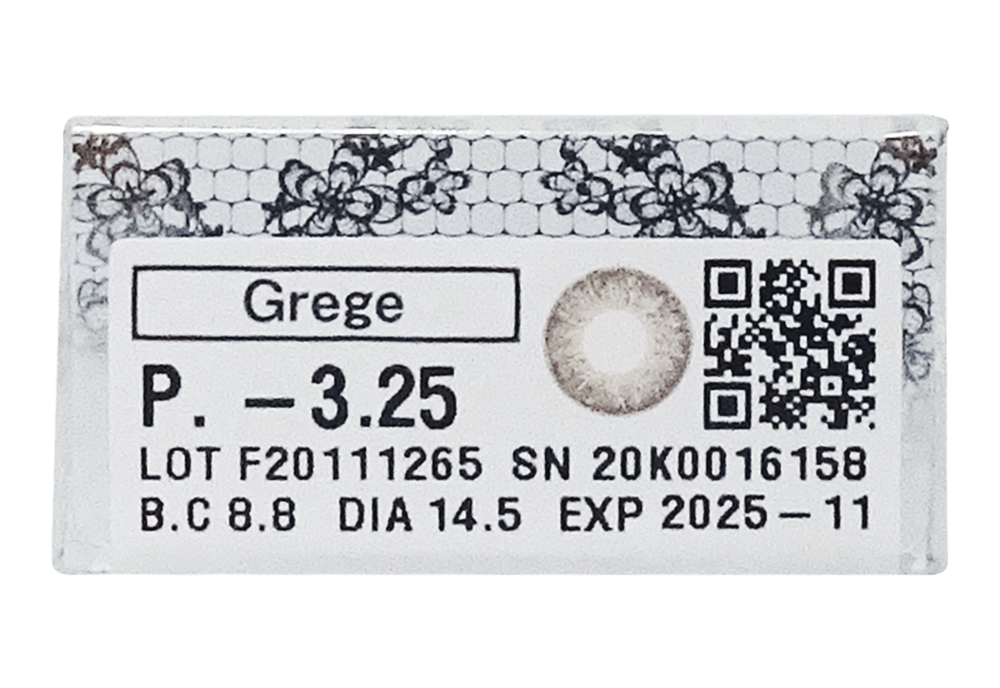 Grege
P. －3.25
LOT F20111265 SN 20K0016158
B.C 8.8 DIA 14.5 EXP 2025－11